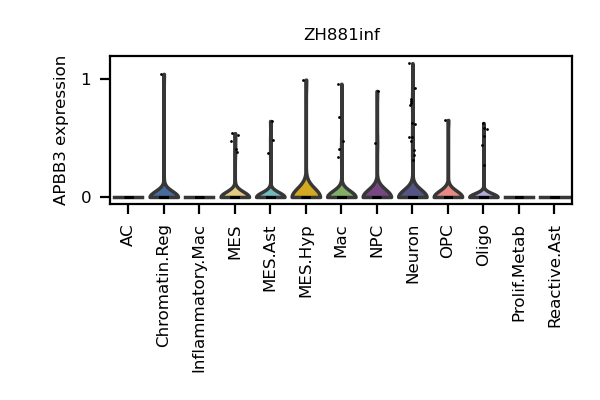 ZH881inf
APBB3 expression
1
0
AC
Chromatin.Reg
Inflammatory.Mac
MES
MES.Ast
MES.Hyp
Mac
NPC
Neuron
OPC
Oligo
Prolif.Metab
Reactive.Ast